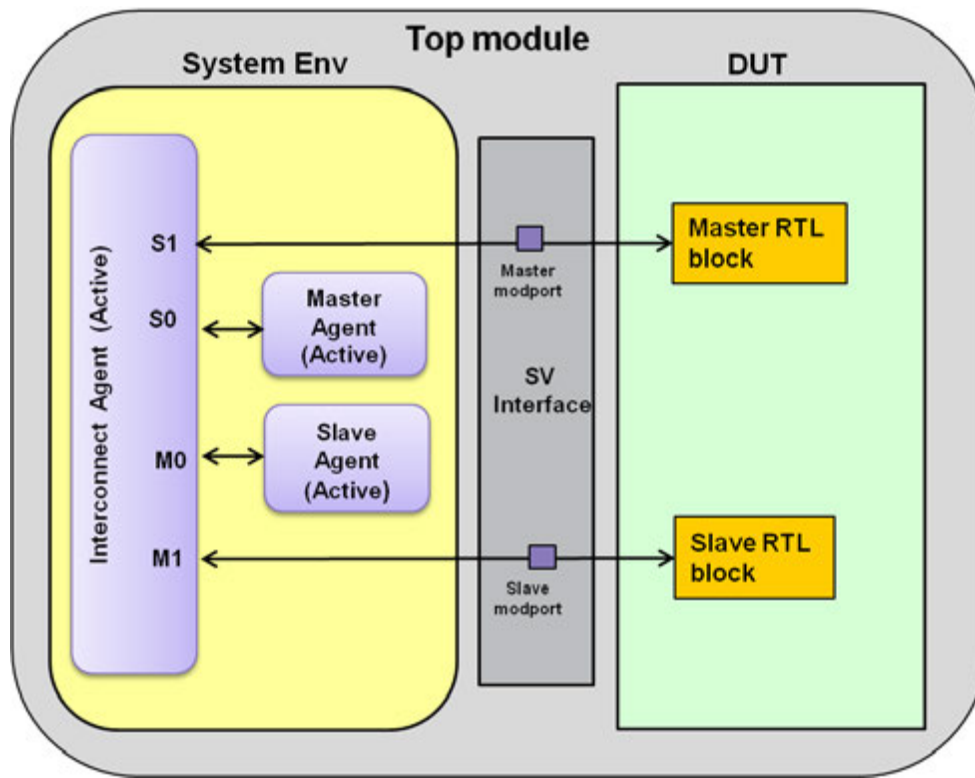 Top module
System Env
DUT
Interconnect Agent (Active)
S1
S0
M0
M1
Master
Agent
(Active)
Slave
Agent
(Active)
Master
modport
SV
Interface
Slave
modport
Master RTL
block
Slave RTL
block